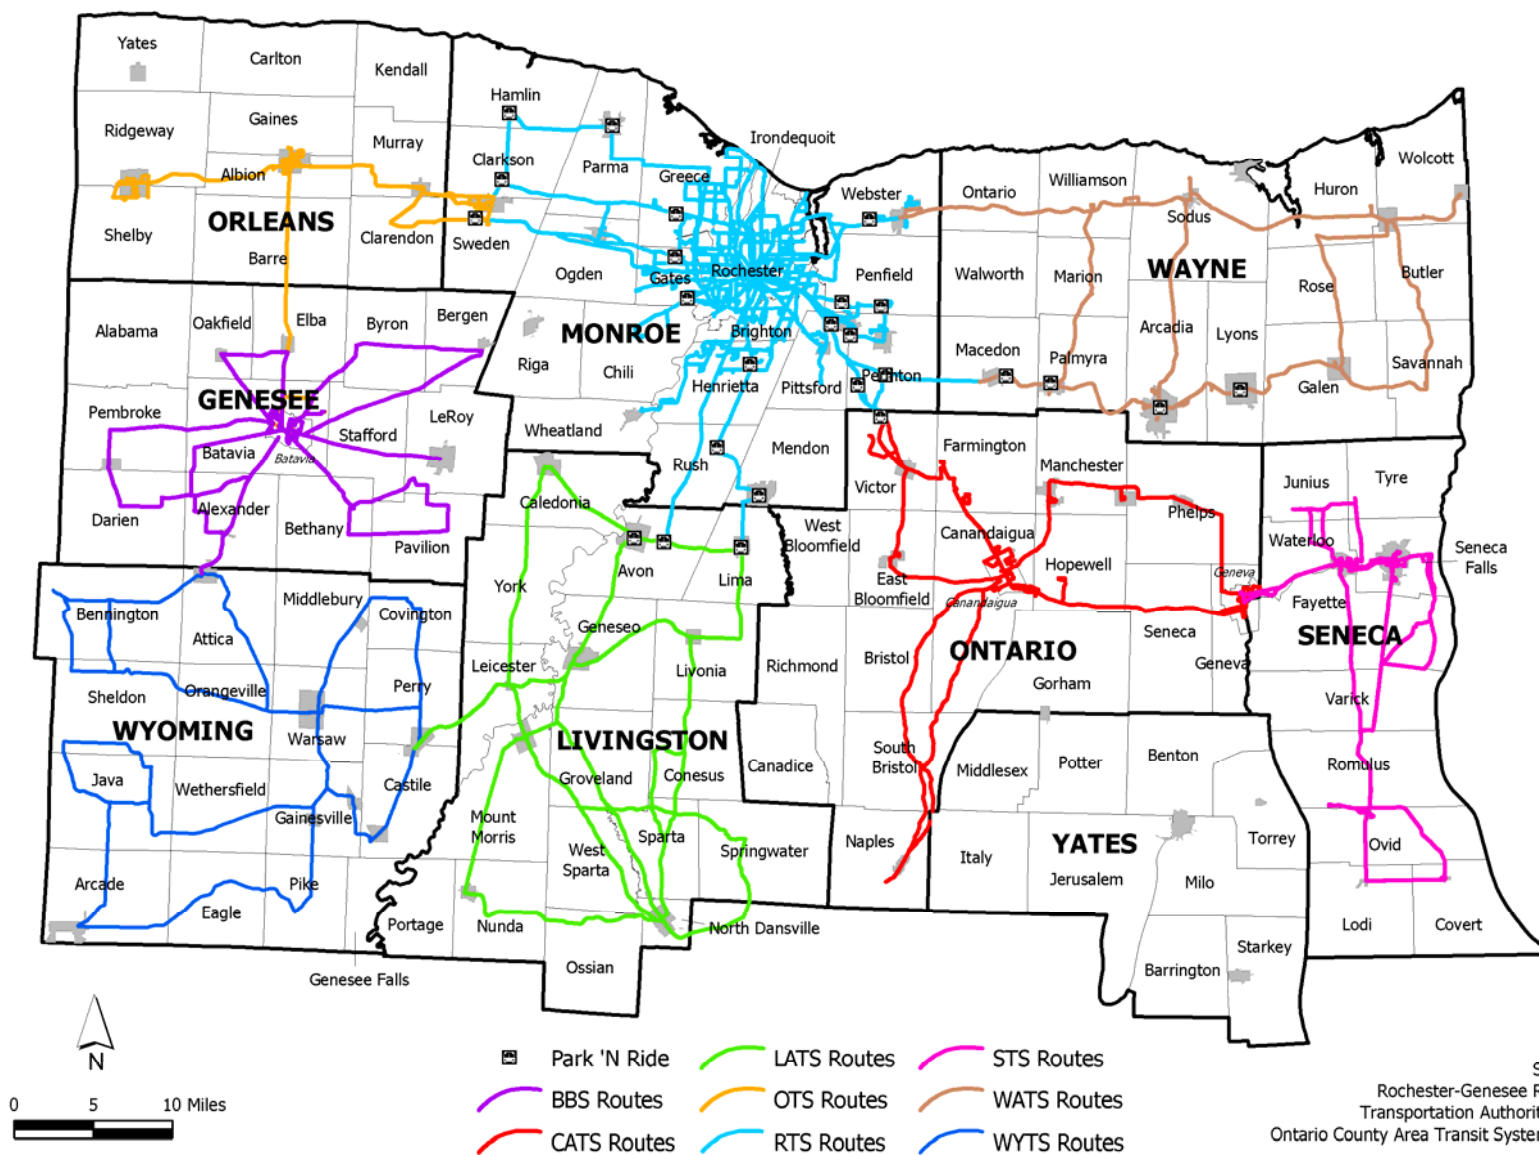 Yates
Carlton
Kendall
Ridgeway
Gaines
Murray
Albion
ORLEANS
Shelby
Clarendon
Barre
Hamlin
Clarkson
Parma
Greece
Irondequoit
Sweden
Webster
Ogden
Gates
Rochester
Penfield
MONROE
Brighton
Riga
Chili
Henrietta
Pittsford
Perinton
Wheatland
Rush
Mendon
Ontario
Williamson
Sodus
Huron
Wolcott
Walworth
Marion
WAYNE
Rose
Butler
Arcadia
Lyons
Macedon
Palmyra
Galen
Savannah
Alabama
Oakfield
Elba
Byron
Bergen
GENESEE
Pembroke
LeRoy
Stafford
Batavia
Batavia
Darien
Alexander
Bethany
Pavilion
Caledonia
York
Avon
Lima
Geneseo
Leicester
Livonia
LIVINGSTON
Groveland
Conesus
Mount
Morris
West
Sparta
Sparta
Springwater
Portage
Nunda
North Dansville
Ossian
Bennington
Attica
Middlebury
Covington
Sheldon
Orangeville
Perry
WYOMING
Warsaw
Java
Wethersfield
Castile
Gainesville
Arcade
Eagle
Pike
Genesee Falls
Victor
Farmington
Manchester
Phelps
West
Bloomfield
Canandaigua
East
Bloomfield
Hopewell
Geneva
Canandaigua
Richmond
Bristol
ONTARIO
Seneca
Geneva
Gorham
Canadice
South
Bristol
Naples
Middlesex
Potter
Benton
YATES
Torrey
Italy
Jerusalem
Milo
Barrington
Starkey
Junius
Tyre
Waterloo
Seneca
Falls
Fayette
SENECA
Varick
Romulus
Ovid
Lodi
Covert
N
0 5 10 Miles
Park 'N Ride
BBS Routes
CATS Routes
LATS Routes
OTS Routes
RTS Routes
STS Routes
WATS Routes
WYTS Routes
S
Rochester-Genesee R
Transportation Authorit
Ontario County Area Transit System